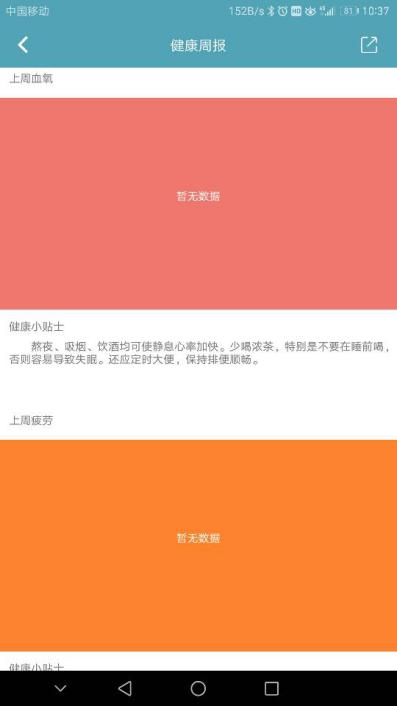 中国移动 152B/s HD 4G 81 10:37
健康周报
上周血氧
暂无数据
健康小贴士
熬夜、吸烟、饮酒均可使静息心率加快。少喝浓茶，特别是不要在睡前喝，
否则容易导致失眠。还应定时大便，保持排便顺畅。
上周疲劳
暂无数据
健康小贴士